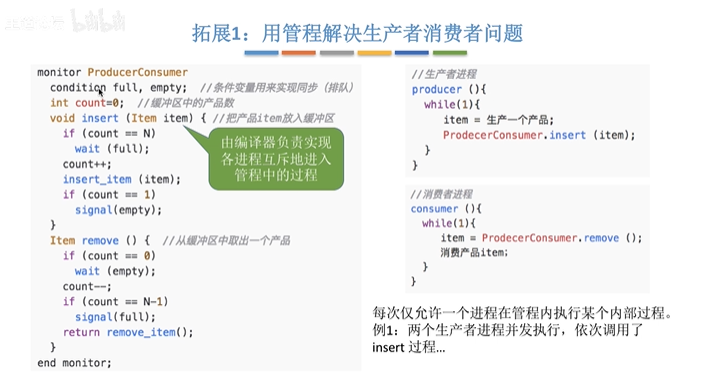 bilibili
拓展1：用管程解决生产者消费者问题
monitor ProducerConsumer
condition full, empty; //条件变量用来实现同步（排队）
int count=0; //缓冲区中的产品数
void insert (Item item) { //把产品item放入缓冲区
if (count == N)
wait (full);
count++;
insert_item (item);
if (count == 1)
signal(empty);
}
Item remove () { //从缓冲区中取出一个产品
if (count == 0)
wait (empty);
count--;
if (count == N-1)
signal(full);
return remove_item();
}
end monitor;
由编译器负责实现
各进程互斥地进入
管程中的过程
//生产者进程
producer (){
while(1){
item = 生产一个产品;
ProdecerConsumer.insert (item);
}
}
//消费者进程
consumer (){
while(1){
item = ProdecerConsumer.remove ();
消费产品item;
}
}
每次仅允许一个进程在管程内执行某个内部过程。
例1：两个生产者进程并发执行，依次调用了
insert 过程…